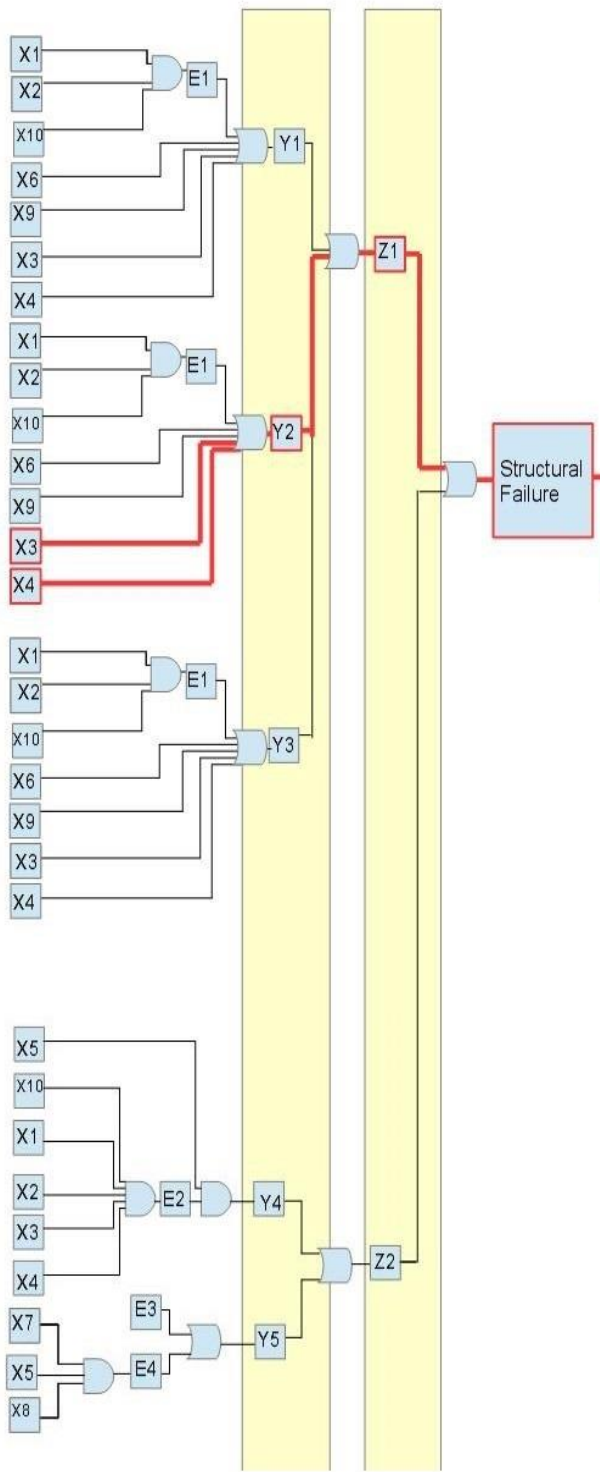 X1
X2
E1
X10
Y1
X6
X9
X3
X4
Z1
X1
X2
E1
X10
Y2
X6
X9
X3
X4
Structural
Failure
X1
X2
E1
X10
Y3
X6
X9
X3
X4
X5
X10
X1
X2
E2
Y4
X3
X4
Z2
X7
E3
Y5
X5
E4
X8